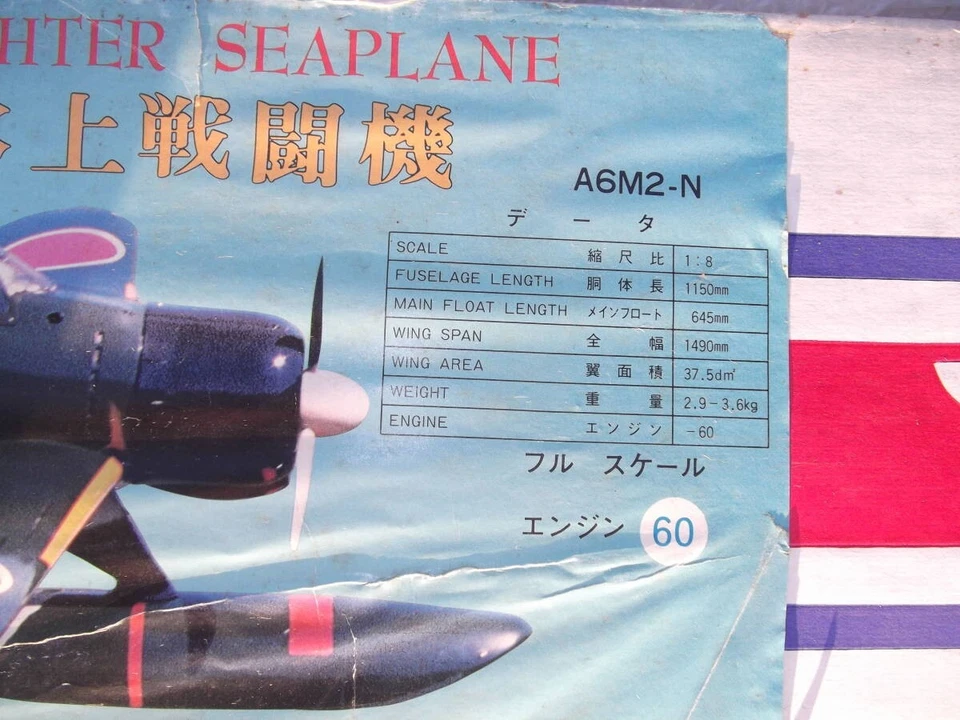 HTER SEAPLANE
上戦闘機
A6M2-N
データ
SCALE 縮尺比 1:8
FUSELAGE LENGTH 胴体長 1150mm
MAIN FLOAT LENGTH メインフロート 645mm
WING SPAN 全幅 1490mm
WING AREA 翼面積 37.5dm²
WEIGHT 重量 2.9-3.6kg
ENGINE エンジン -60
フル スケール
エンジン 60